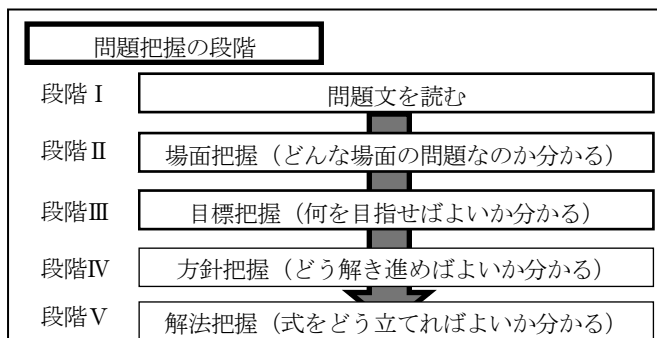 問題把握の段階
段階Ⅰ 問題文を読む
段階Ⅱ 場面把握（どんな場面の問題なのか分かる）
段階Ⅲ 目標把握（何を目指せばよいか分かる）
段階Ⅳ 方針把握（どう解き進めばよいか分かる）
段階Ⅴ 解法把握（式をどう立てればよいか分かる）